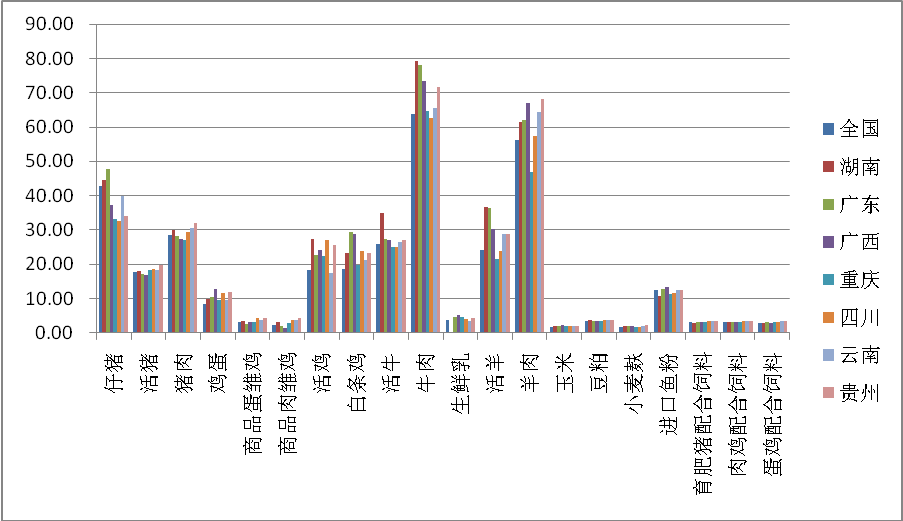 90.00
80.00
70.00
60.00
50.00
40.00
30.00
20.00
10.00
0.00
仔猪
活猪
猪肉
鸡蛋
商品蛋雏鸡
商品肉雏鸡
活鸡
白条鸡
活牛
牛肉
生鲜乳
活羊
羊肉
玉米
豆粕
小麦麸
进口鱼粉
育肥猪配合饲料
肉鸡配合饲料
蛋鸡配合饲料
全国
湖南
广东
广西
重庆
四川
云南
贵州